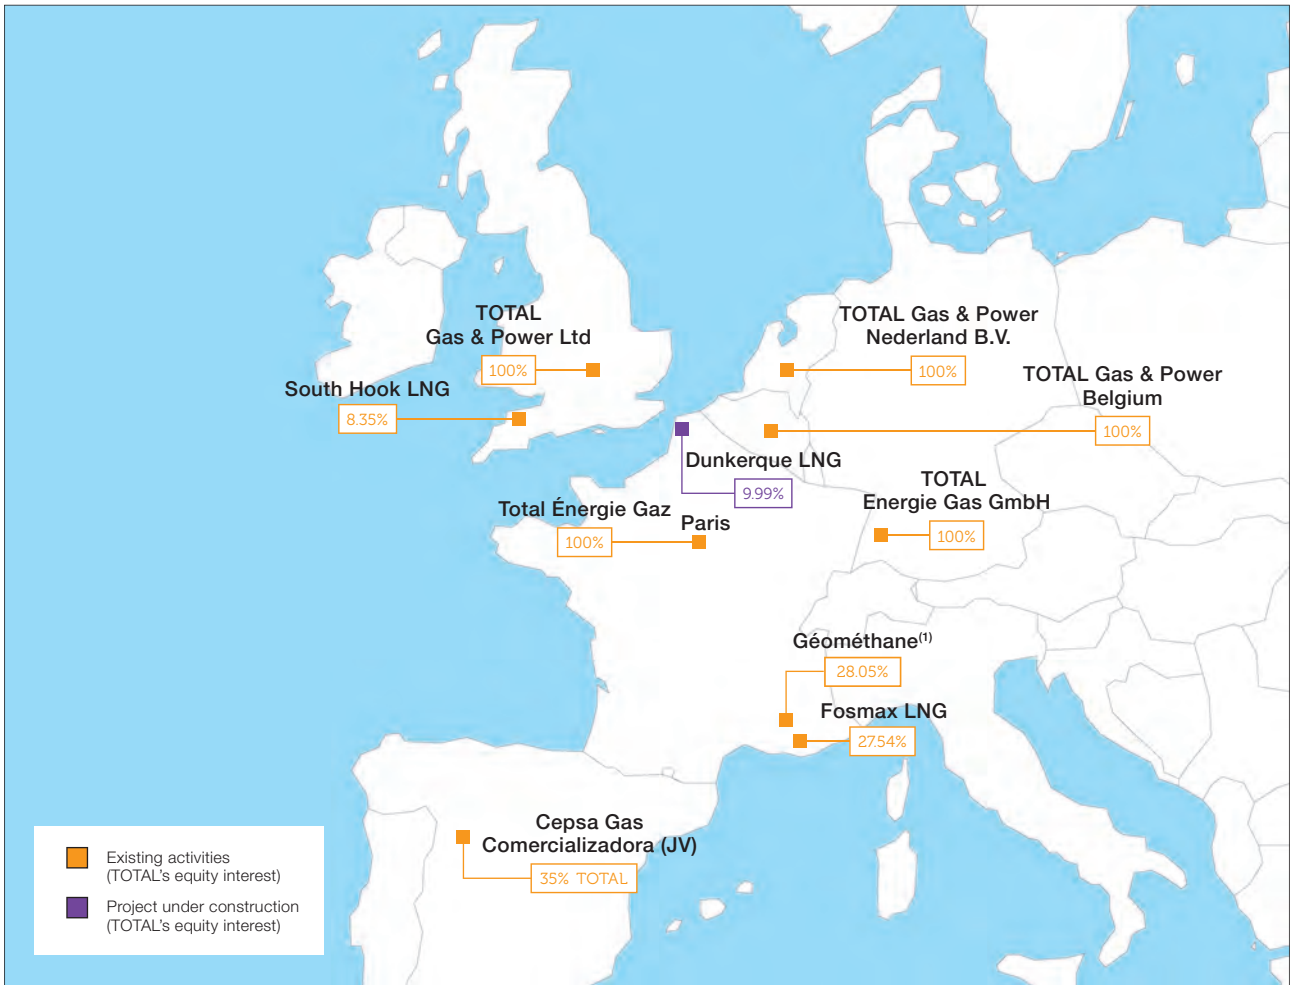 TOTAL
Gas & Power Ltd
100%
South Hook LNG
8.35%
TOTAL Gas & Power
Nederland B.V.
100%
TOTAL Gas & Power
Belgium
100%
Dunkerque LNG
9.99%
TOTAL
Energie Gas GmbH
100%
Total Énergie Gaz
100%
Paris
Géométhane(1)
28.05%
Fosmax LNG
27.54%
Cepsa Gas
Comercializadora (JV)
35% TOTAL
Existing activities
(TOTAL's equity interest)
Project under construction
(TOTAL's equity interest)